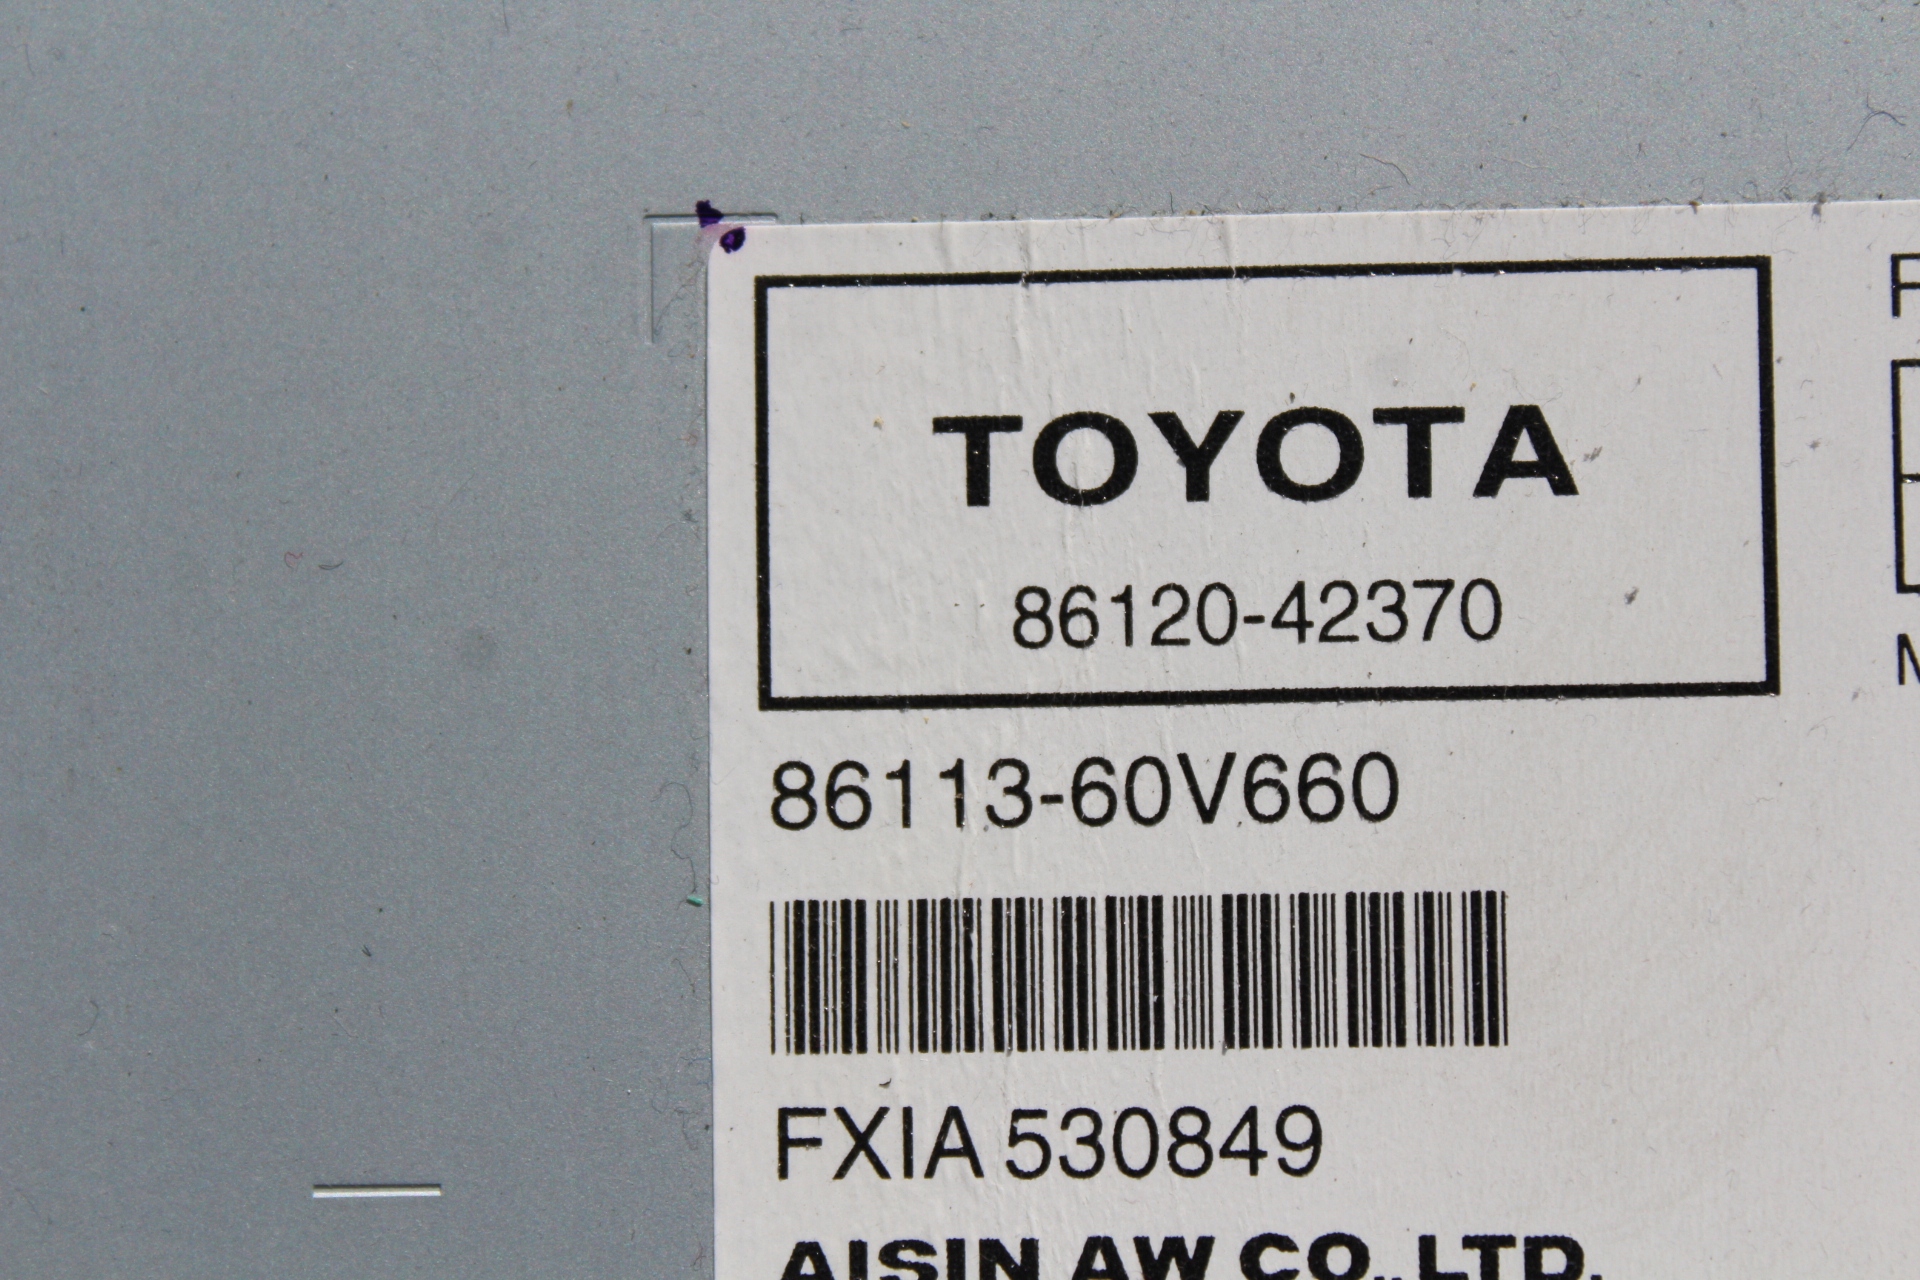 TOYOTA
86120-42370
86113-60V660
FXIA 530849
AISIN AW CO., LTD.